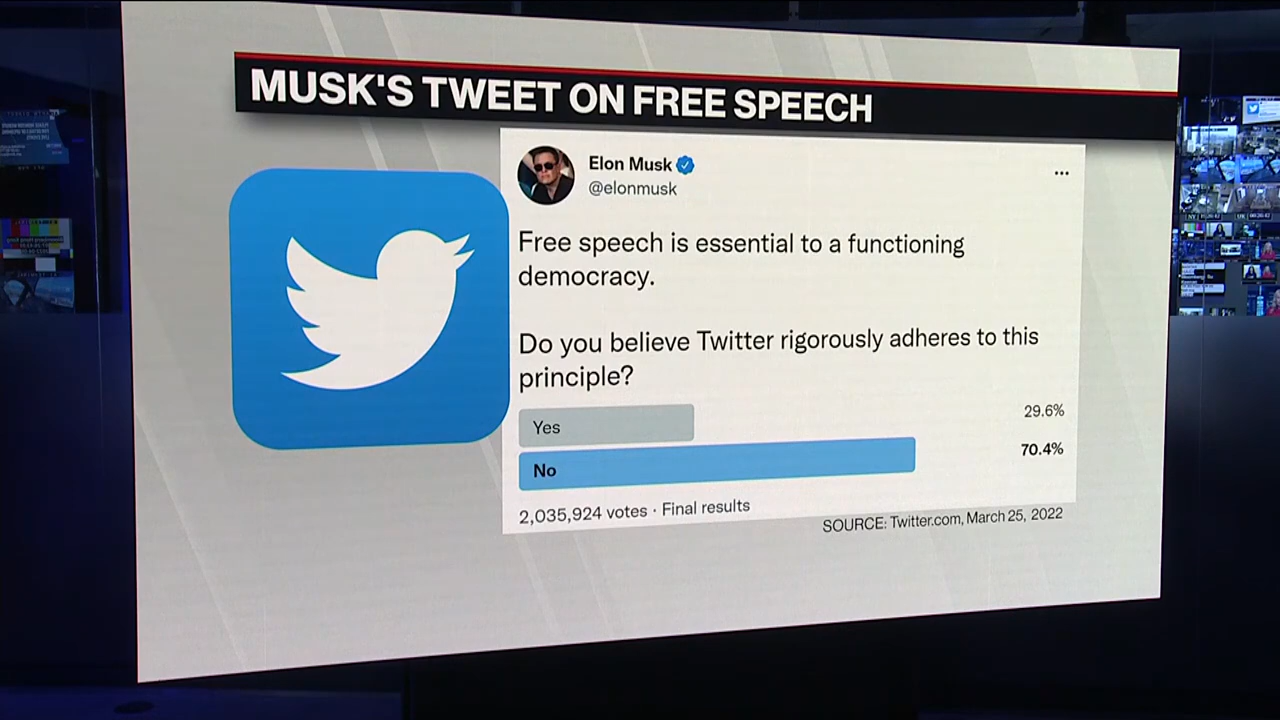 MUSK'S TWEET ON FREE SPEECH
Elon Musk
@elonmusk
Free speech is essential to a functioning
democracy.
Do you believe Twitter rigorously adheres to this
principle?
Yes 29.6%
No 70.4%
2,035,924 votes · Final results
SOURCE: Twitter.com, March 25, 2022